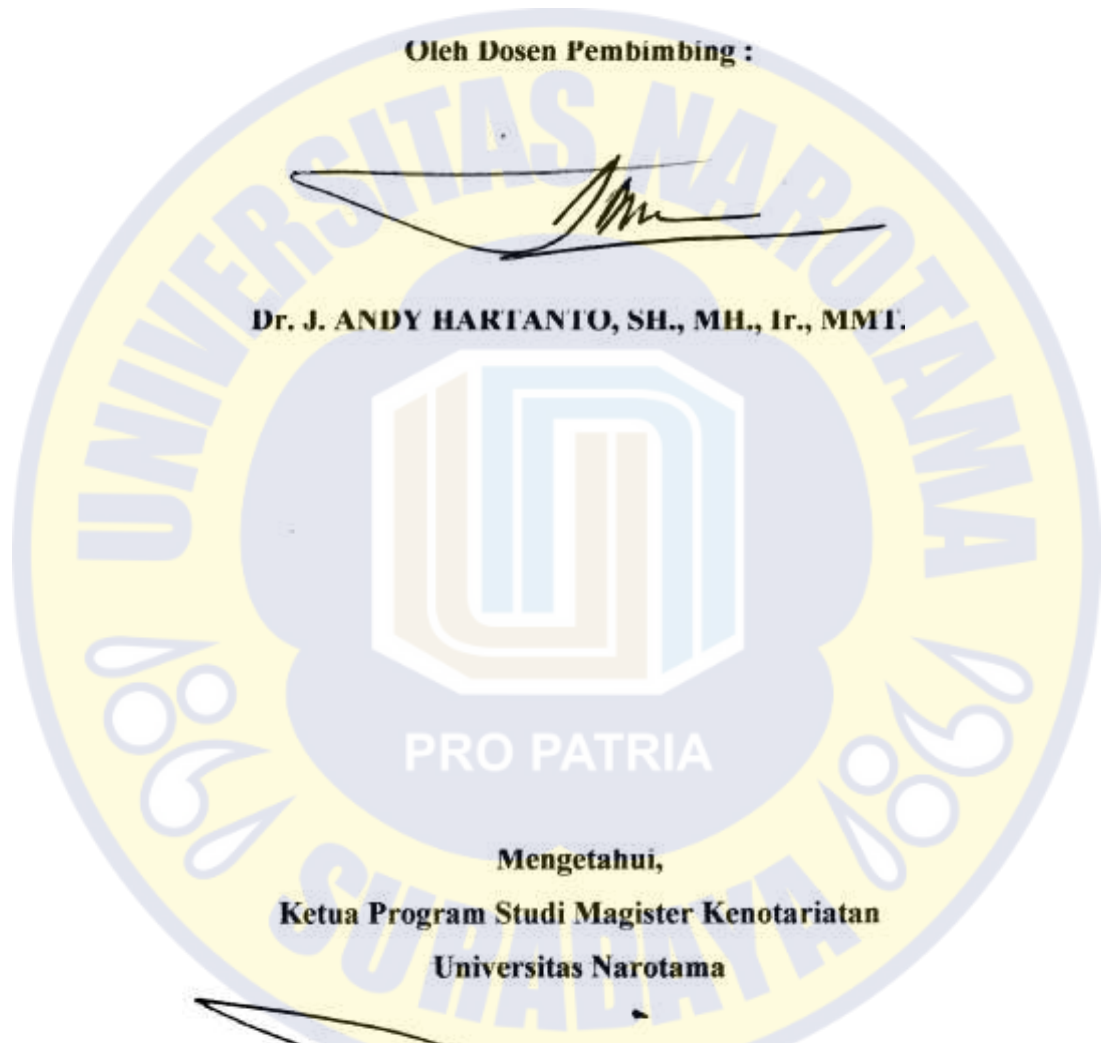 Oleh Dosen Pembimbing :
Dr. J. ANDY HARTANTO, SH., MH., Ir., MMT.
UNIVERSITAS NAROTAMA
PRO PATRIA
SURABAYA
Mengetahui,
Ketua Program Studi Magister Kenotariatan
Universitas Narotama